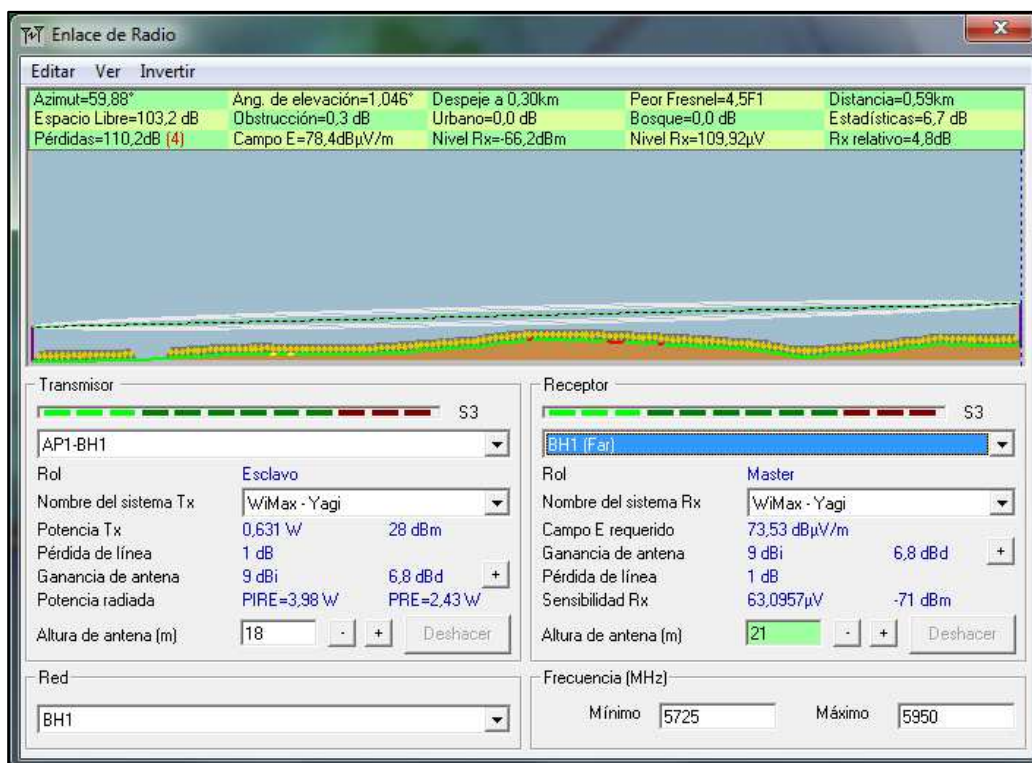 Enlace de Radio
Editar Ver Invertir
Azimut=59,88° Ang. de elevación=1,046° Despeje a 0,30km Peor Fresnel=4,5F1 Distancia=0,59km
Espacio Libre=103,2 dB Obstrucción=0,3 dB Urbano=0,0 dB Bosque=0,0 dB Estadísticas=6,7 dB
Pérdidas=110,2dB (4) Campo E=78,4dBµV/m Nivel Rx=-66,2dBm Nivel Rx=109,92µV Rx relativo=4,8dB
Transmisor
S3
AP1-BH1
Rol Esclavo
Nombre del sistema Tx WiMax - Yagi
Potencia Tx 0,631 W 28 dBm
Pérdida de línea 1 dB
Ganancia de antena 9 dBi 6,8 dBd +
Potencia radiada PIRE=3,98 W PRE=2,43 W
Altura de antena (m) 18 - + Deshacer
Receptor
S3
BH1 (Far)
Rol Master
Nombre del sistema Rx WiMax - Yagi
Campo E requerido 73,53 dBµV/m
Ganancia de antena 9 dBi 6,8 dBd +
Pérdida de línea 1 dB
Sensibilidad Rx 63,0957µV -71 dBm
Altura de antena (m) 21 - + Deshacer
Red
BH1
Frecuencia (MHz)
Mínimo 5725 Máximo 5950